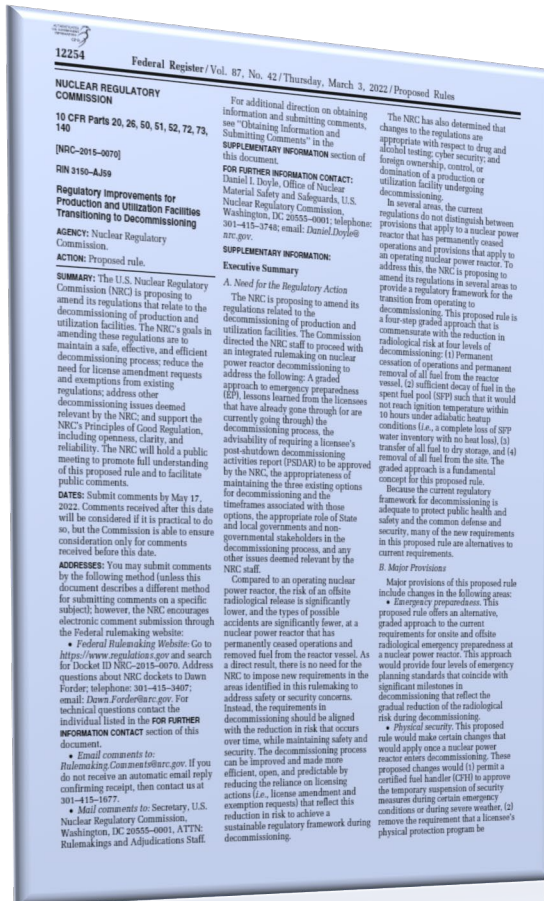 12254
Federal Register / Vol. 87, No. 42 / Thursday, March 3, 2022 / Proposed Rules
NUCLEAR REGULATORY
COMMISSION
10 CFR Parts 20, 26, 50, 51, 52, 72, 73,
140
[NRC–2015–0070]
RIN 3150–AJ59
Regulatory Improvements for
Production and Utilization Facilities
Transitioning to Decommissioning
AGENCY: Nuclear Regulatory
Commission.
ACTION: Proposed rule.
SUMMARY: The U.S. Nuclear Regulatory
Commission (NRC) is proposing to
amend its regulations that relate to the
decommissioning of production and
utilization facilities. The NRC's goals in
amending these regulations are to
maintain a safe, effective, and efficient
decommissioning process; reduce the
need for license amendment requests
and exemptions from existing
regulations; address other
decommissioning issues deemed
relevant by the NRC; and support the
NRC's Principles of Good Regulation,
including openness, clarity, and
reliability. The NRC will hold a public
meeting to promote full understanding
of this proposed rule and to facilitate
public comments.
DATES: Submit comments by May 17,
2022. Comments received after this date
will be considered if it is practical to do
so, but the Commission is able to ensure
consideration only for comments
received before this date.
ADDRESSES: You may submit comments
by the following method (unless this
document describes a different method
for submitting comments on a specific
subject); however, the NRC encourages
electronic comment submission through
the Federal rulemaking website:
• Federal Rulemaking Website: Go to
https://www.regulations.gov and search
for Docket ID NRC–2015–0070. Address
questions about NRC dockets to Dawn
Forder; telephone: 301–415–3407;
email: Dawn.Forder@nrc.gov. For
technical questions contact the
individual listed in the FOR FURTHER
INFORMATION CONTACT section of this
document.
• Email comments to:
Rulemaking.Comments@nrc.gov. If you
do not receive an automatic email reply
confirming receipt, then contact us at
301–415–1677.
• Mail comments to: Secretary, U.S.
Nuclear Regulatory Commission,
Washington, DC 20555–0001, ATTN:
Rulemakings and Adjudications Staff.
For additional direction on obtaining
information and submitting comments,
see "Obtaining Information and
Submitting Comments" in the
SUPPLEMENTARY INFORMATION section of
this document.
FOR FURTHER INFORMATION CONTACT:
Daniel I. Doyle, Office of Nuclear
Material Safety and Safeguards, U.S.
Nuclear Regulatory Commission,
Washington, DC 20555–0001; telephone:
301–415–3748; email: Daniel.Doyle@
nrc.gov.
SUPPLEMENTARY INFORMATION:
Executive Summary
A. Need for the Regulatory Action
The NRC is proposing to amend its
regulations related to the
decommissioning of production and
utilization facilities. The Commission
directed the NRC staff to proceed with
an integrated rulemaking on nuclear
power reactor decommissioning to
address the following: A graded
approach to emergency preparedness
(EP), lessons learned from the licensees
that have already gone through (or are
currently going through) the
decommissioning process, the
advisability of requiring a licensee's
post-shutdown decommissioning
activities report (PSDAR) to be approved
by the NRC, the appropriateness of
maintaining the three existing options
for decommissioning and the
timeframes associated with those
options, the appropriate role of State
and local governments and non-
governmental stakeholders in the
decommissioning process, and any
other issues deemed relevant by the
NRC staff.
Compared to an operating nuclear
power reactor, the risk of an offsite
radiological release is significantly
lower, and the types of possible
accidents are significantly fewer, at a
nuclear power reactor that has
permanently ceased operations and
removed fuel from the reactor vessel. As
a direct result, there is no need for the
NRC to impose new requirements in the
areas identified in this rulemaking to
address safety or security concerns.
Instead, the requirements in
decommissioning should be aligned
with the reduction in risk that occurs
over time, while maintaining safety and
security. The decommissioning process
can be improved and made more
efficient, open, and predictable by
reducing the reliance on licensing
actions (i.e., license amendment and
exemption requests) that reflect this
reduction in risk to achieve a
sustainable regulatory framework during
decommissioning.
The NRC has also determined that
changes to the regulations are
appropriate with respect to drug and
alcohol testing; cyber security; and
foreign ownership, control, or
domination of a production or
utilization facility undergoing
decommissioning.
In several areas, the current
regulations do not distinguish between
provisions that apply to a nuclear power
reactor that has permanently ceased
operations and provisions that apply to
an operating nuclear power reactor. To
address this, the NRC is proposing to
amend its regulations in several areas to
provide a regulatory framework for the
transition from operating to
decommissioning. This proposed rule is
a four-step graded approach that is
commensurate with the reduction in
radiological risk at four levels of
decommissioning: (1) Permanent
cessation of operations and permanent
removal of all fuel from the reactor
vessel, (2) sufficient decay of fuel in the
spent fuel pool (SFP) such that it would
not reach ignition temperature within
10 hours under adiabatic heatup
conditions (i.e., a complete loss of SFP
water inventory with no heat loss), (3)
transfer of all fuel to dry storage, and (4)
removal of all fuel from the site. The
graded approach is a fundamental
concept for this proposed rule.
Because the current regulatory
framework for decommissioning is
adequate to protect public health and
safety and the common defense and
security, many of the new requirements
in this proposed rule are alternatives to
current requirements.
B. Major Provisions
Major provisions of this proposed rule
include changes in the following areas:
• Emergency preparedness. This
proposed rule offers an alternative,
graded approach to the current
requirements for onsite and offsite
radiological emergency preparedness at
a nuclear power reactor. This approach
would provide four levels of emergency
planning standards that coincide with
significant milestones in
decommissioning that reflect the
gradual reduction of the radiological
risk during decommissioning.
• Physical security. This proposed
rule would make certain changes that
would apply once a nuclear power
reactor enters decommissioning. These
proposed changes would (1) permit a
certified fuel handler (CFH) to approve
the temporary suspension of security
measures during certain emergency
conditions or during severe weather, (2)
remove the requirement that a licensee's
physical protection program be